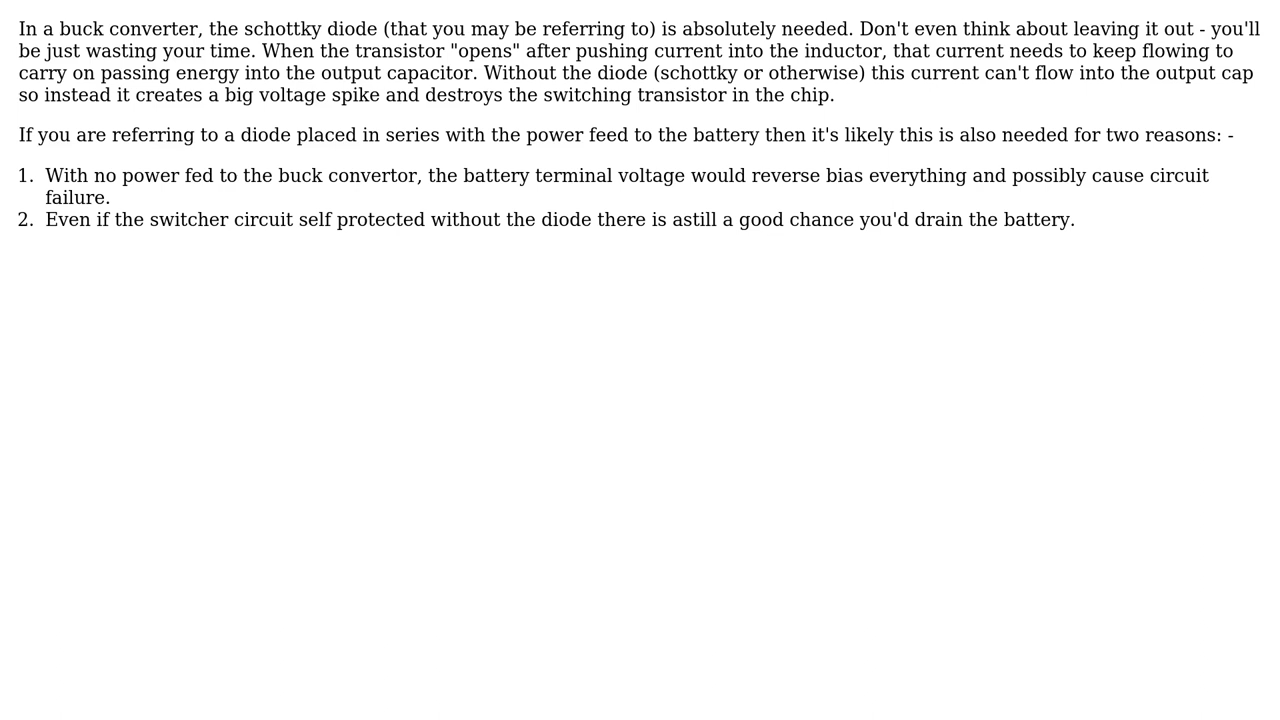 In a buck converter, the schottky diode (that you may be referring to) is absolutely needed. Don't even think about leaving it out - you'll
be just wasting your time. When the transistor "opens" after pushing current into the inductor, that current needs to keep flowing to
carry on passing energy into the output capacitor. Without the diode (schottky or otherwise) this current can't flow into the output cap
so instead it creates a big voltage spike and destroys the switching transistor in the chip.
If you are referring to a diode placed in series with the power feed to the battery then it's likely this is also needed for two reasons: -
1. With no power fed to the buck convertor, the battery terminal voltage would reverse bias everything and possibly cause circuit
failure.
2. Even if the switcher circuit self protected without the diode there is astill a good chance you'd drain the battery.